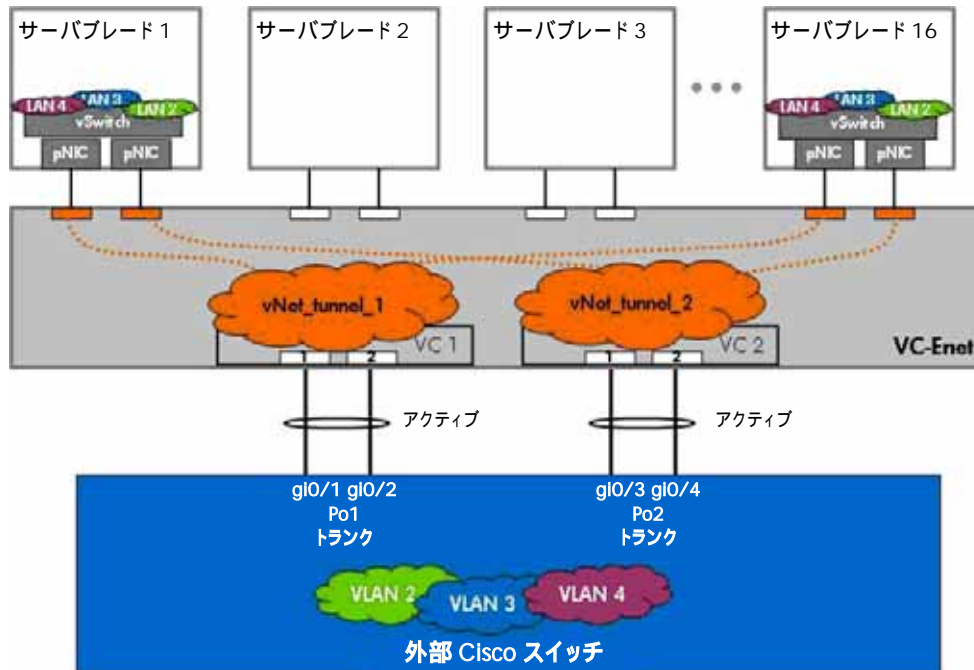 サーバブレード 1
サーバブレード 2
サーバブレード 3
サーバブレード 16
LAN 4
LAN 3
LAN 2
vSwitch
pNIC
pNIC
LAN 4
LAN 3
LAN 2
vSwitch
pNIC
pNIC
vNet_tunnel_1
vNet_tunnel_2
VC 1
VC 2
VC-Enet
1 2
1 2
アクティブ
アクティブ
gi0/1 gi0/2
Po1
トランク
gi0/3 gi0/4
Po2
トランク
VLAN 2
VLAN 3
VLAN 4
外部 Cisco スイッチ